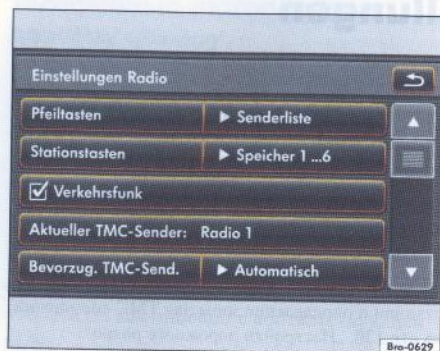 Einstellungen Radio
Pfeiltasten ▶ Senderliste
Stationstasten ▶ Speicher 1 ...6
Verkehrsfunk
Aktueller TMC-Sender: Radio 1
Bevorzug. TMC-Send. ▶ Automatisch
Bro-0629